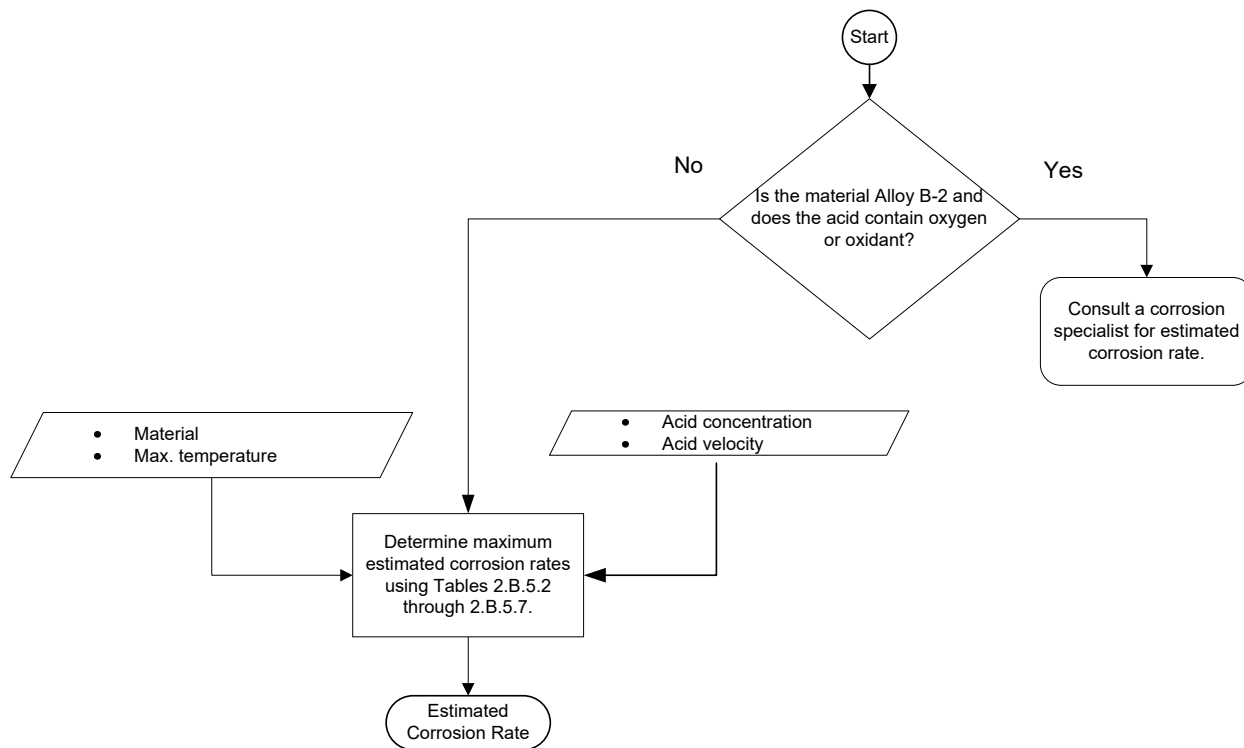 Start
No
Yes
Is the material Alloy B-2 and
does the acid contain oxygen
or oxidant?
Consult a corrosion
specialist for estimated
corrosion rate.
• Material
• Max. temperature
• Acid concentration
• Acid velocity
Determine maximum
estimated corrosion rates
using Tables 2.B.5.2
through 2.B.5.7.
Estimated
Corrosion Rate